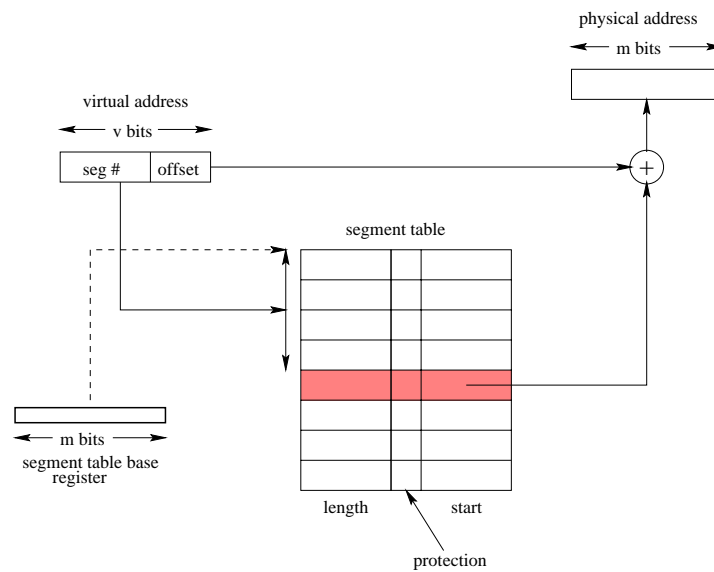 physical address
m bits
virtual address
v bits
seg #
offset
+
segment table
m bits
segment table base
register
length
start
protection